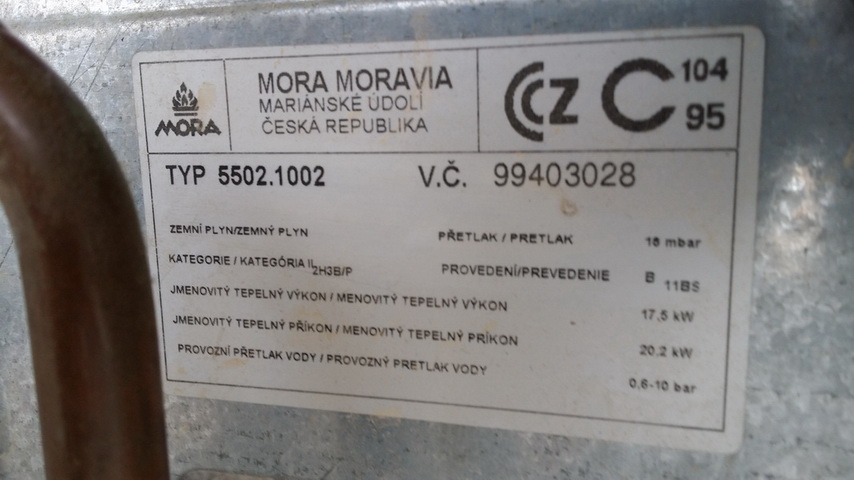 MORA
MORA MORAVIA
MARIÁNSKÉ ÚDOLÍ
ČESKÁ REPUBLIKA
CCZ C 104 95
TYP 5502.1002 V.Č. 99403028
ZEMNÍ PLYN/ZEMNÝ PLYN PŘETLAK / PRETLAK 18 mbar
KATEGORIE / KATEGÓRIA II2H3B/P PROVEDENÍ/PREVEDENIE B 11BS
JMENOVITÝ TEPELNÝ VÝKON / MENOVITÝ TEPELNÝ VÝKON 17,5 kW
JMENOVITÝ TEPELNÝ PŘÍKON / MENOVITÝ TEPELNÝ PRÍKON 20,2 kW
PROVOZNÍ PŘETLAK VODY / PROVOZNÝ PRETLAK VODY 0,6-10 bar